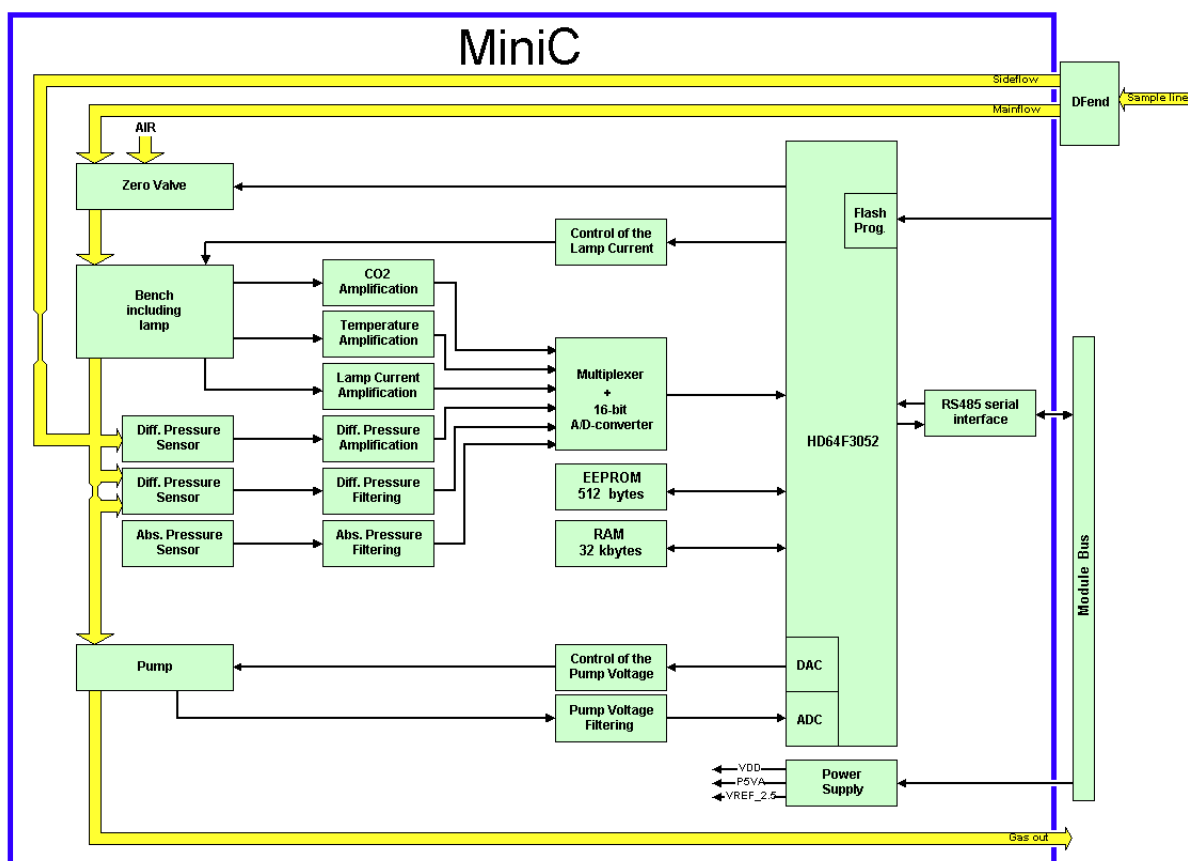 MiniC
Sideflow
DFend
Sample line
Mainflow
AIR
Zero Valve
Flash
Prog.
Control of the
Lamp Current
Bench
including
lamp
CO2
Amplification
Temperature
Amplification
Lamp Current
Amplification
Multiplexer
+
16-bit
A/D-converter
RS485 serial
interface
HD64F3052
Diff. Pressure
Sensor
Diff. Pressure
Amplification
Diff. Pressure
Sensor
Diff. Pressure
Filtering
EEPROM
512 bytes
Abs. Pressure
Sensor
Abs. Pressure
Filtering
RAM
32 kbytes
Module Bus
Pump
Control of the
Pump Voltage
DAC
Pump Voltage
Filtering
ADC
VDD
P5VA
VREF_2.5
Power
Supply
Gas out